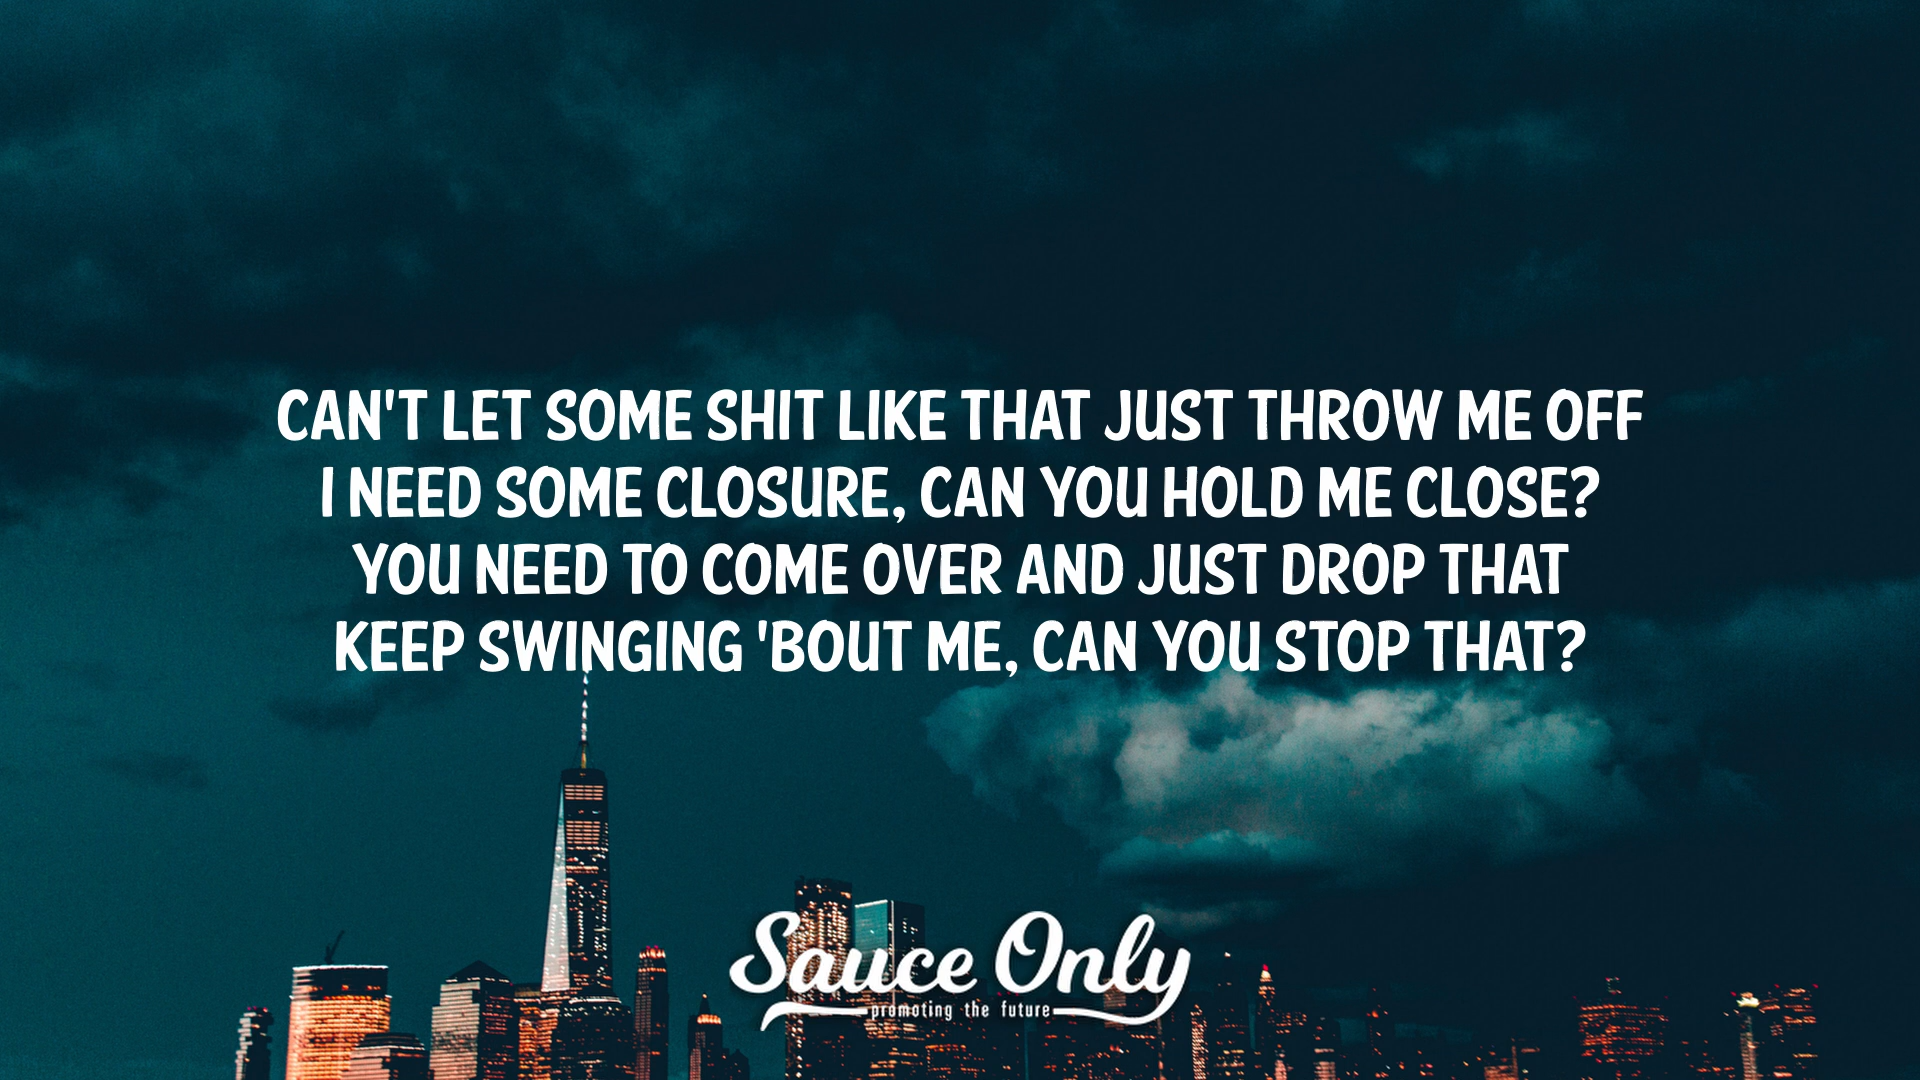 CAN'T LET SOME SHIT LIKE THAT JUST THROW ME OFF
I NEED SOME CLOSURE, CAN YOU HOLD ME CLOSE?
YOU NEED TO COME OVER AND JUST DROP THAT
KEEP SWINGING 'BOUT ME, CAN YOU STOP THAT?
Sauce Only
promoting the future